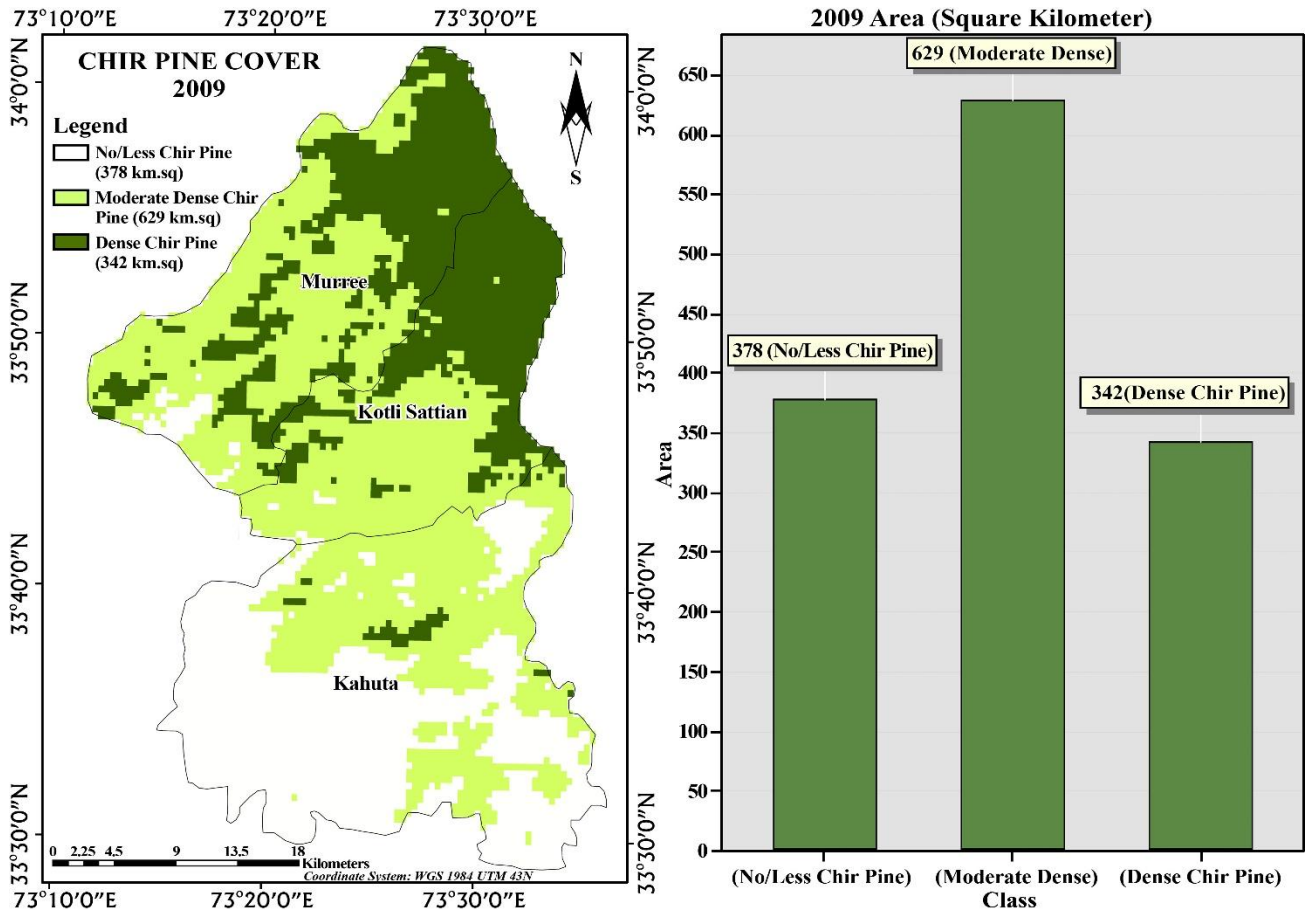 73°10'0"E 73°20'0"E 73°30'0"E
CHIR PINE COVER
2009
N
S
Legend
No/Less Chir Pine
(378 km.sq)
Moderate Dense Chir
Pine (629 km.sq)
Dense Chir Pine
(342 km.sq)
Murree
Kotli Sattian
Kahuta
34°0'0"N
33°50'0"N
33°40'0"N
33°30'0"N
34°0'0"N
33°50'0"N
33°40'0"N
33°30'0"N
0 2.25 4.5 9 13.5 18
Kilometers
Coordinate System: WGS 1984 UTM 43N
73°10'0"E 73°20'0"E 73°30'0"E
2009 Area (Square Kilometer)
629 (Moderate Dense)
378 (No/Less Chir Pine)
342(Dense Chir Pine)
Area
650
600
550
500
450
400
350
300
250
200
150
100
50
0
(No/Less Chir Pine) (Moderate Dense) (Dense Chir Pine)
Class